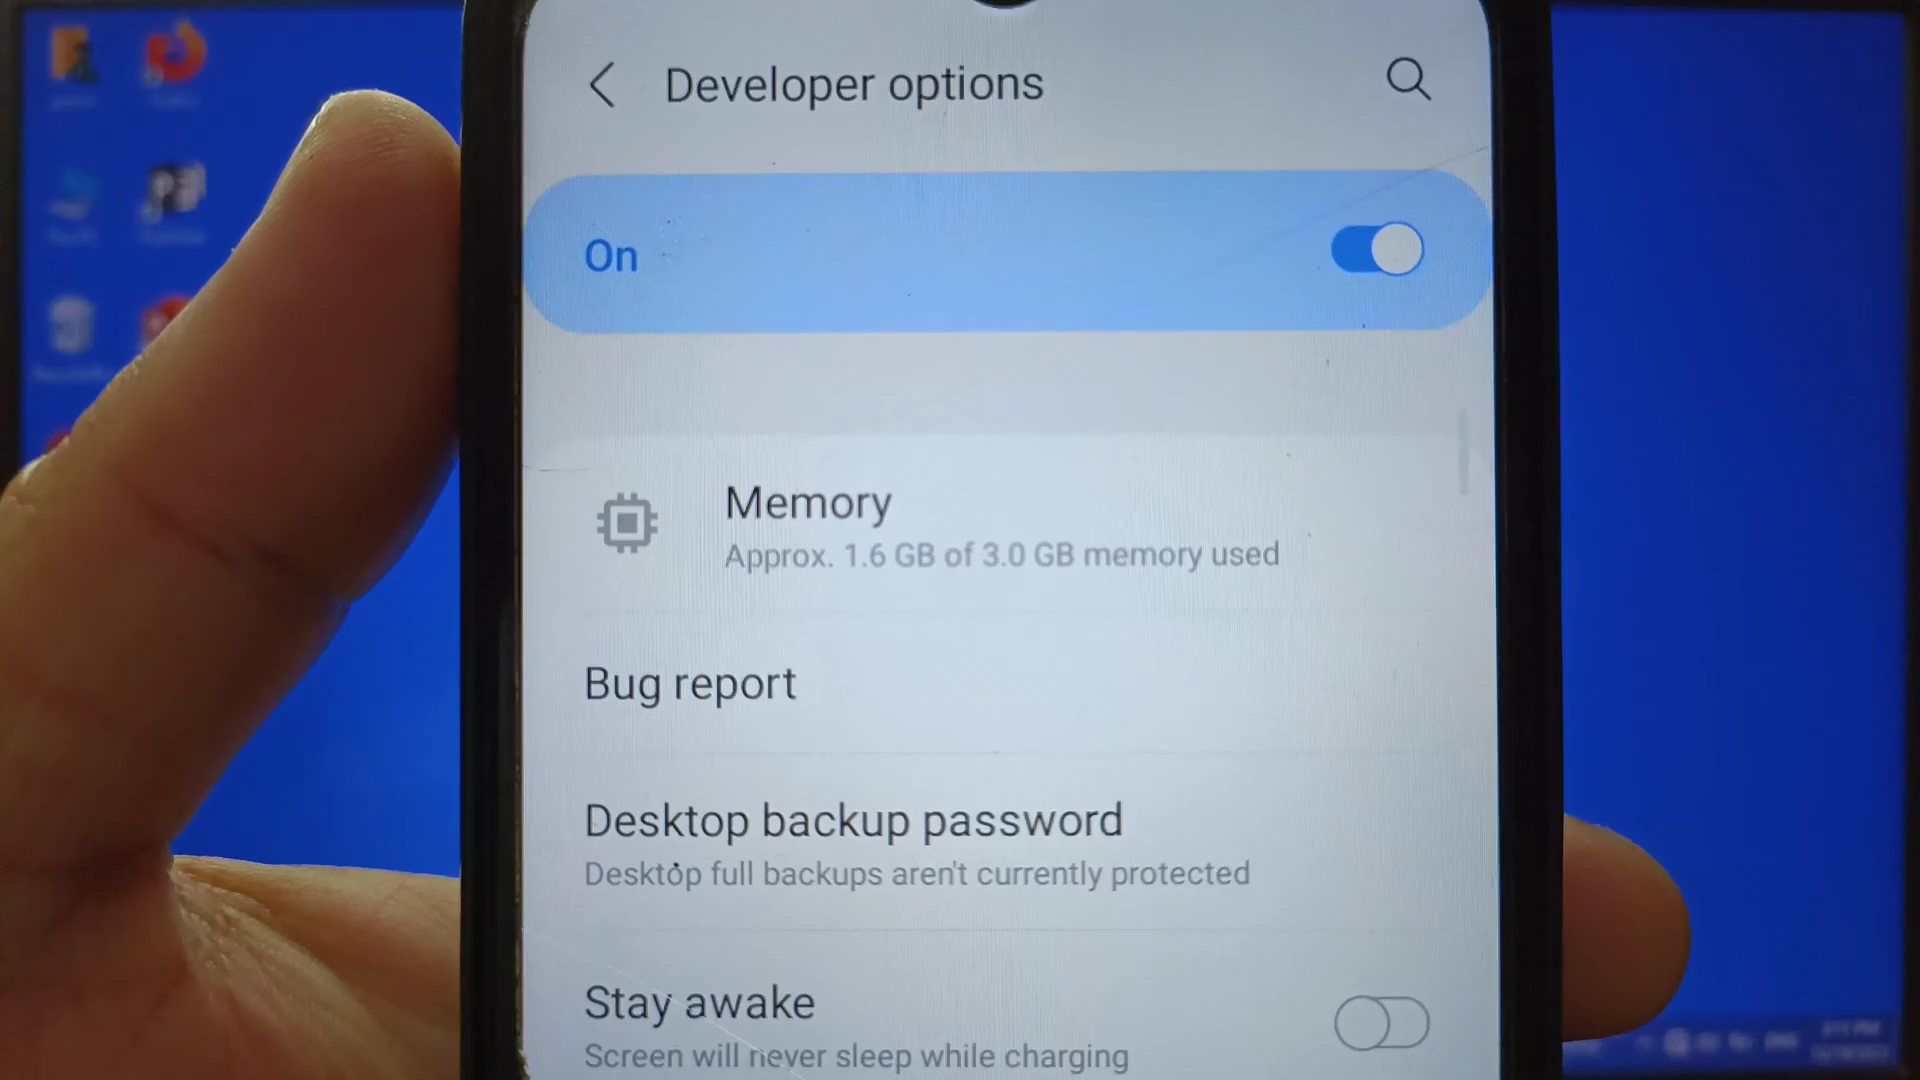 Developer options
On
Memory
Approx. 1.6 GB of 3.0 GB memory used
Bug report
Desktop backup password
Desktop full backups aren't currently protected
Stay awake
Screen will never sleep while charging